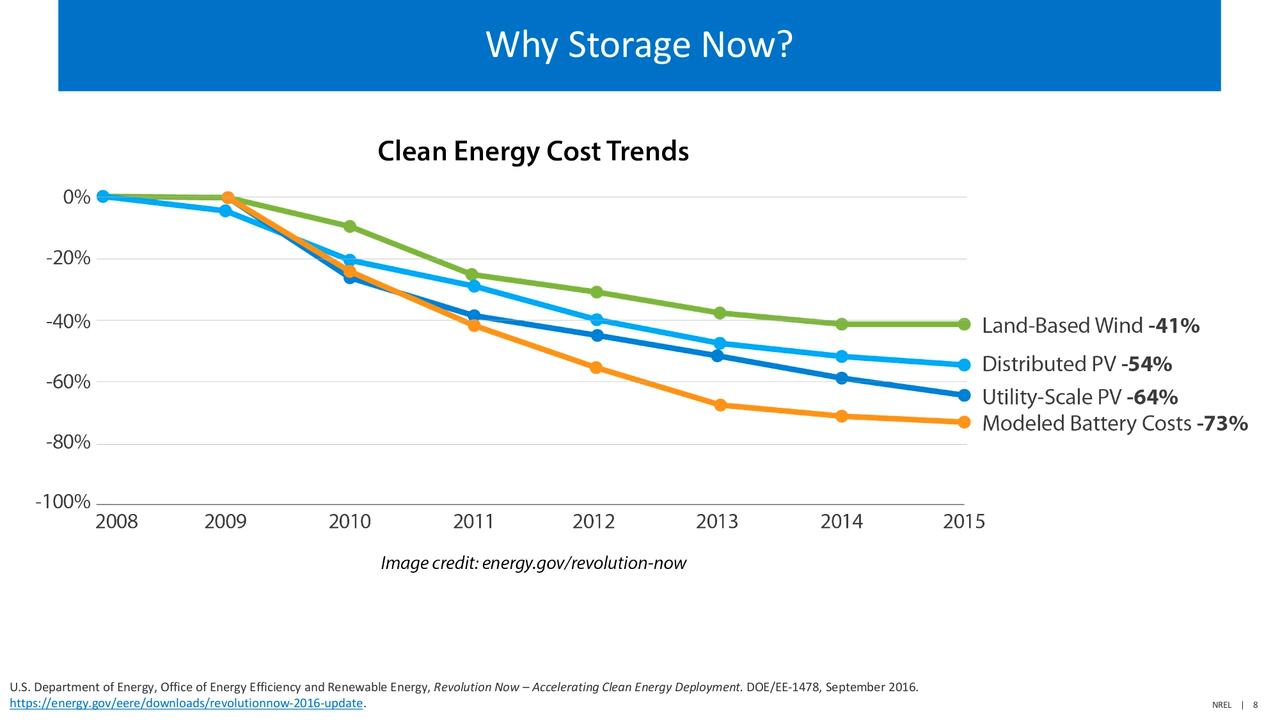 Why Storage Now?
Clean Energy Cost Trends
0%
-20%
-40%
-60%
-80%
-100%
Land-Based Wind -41%
Distributed PV -54%
Utility-Scale PV -64%
Modeled Battery Costs -73%
2008 2009 2010 2011 2012 2013 2014 2015
Image credit: energy.gov/revolution-now
U.S. Department of Energy, Office of Energy Efficiency and Renewable Energy, Revolution Now – Accelerating Clean Energy Deployment. DOE/EE-1478, September 2016.
https://energy.gov/eere/downloads/revolutionnow-2016-update.
NREL | 8